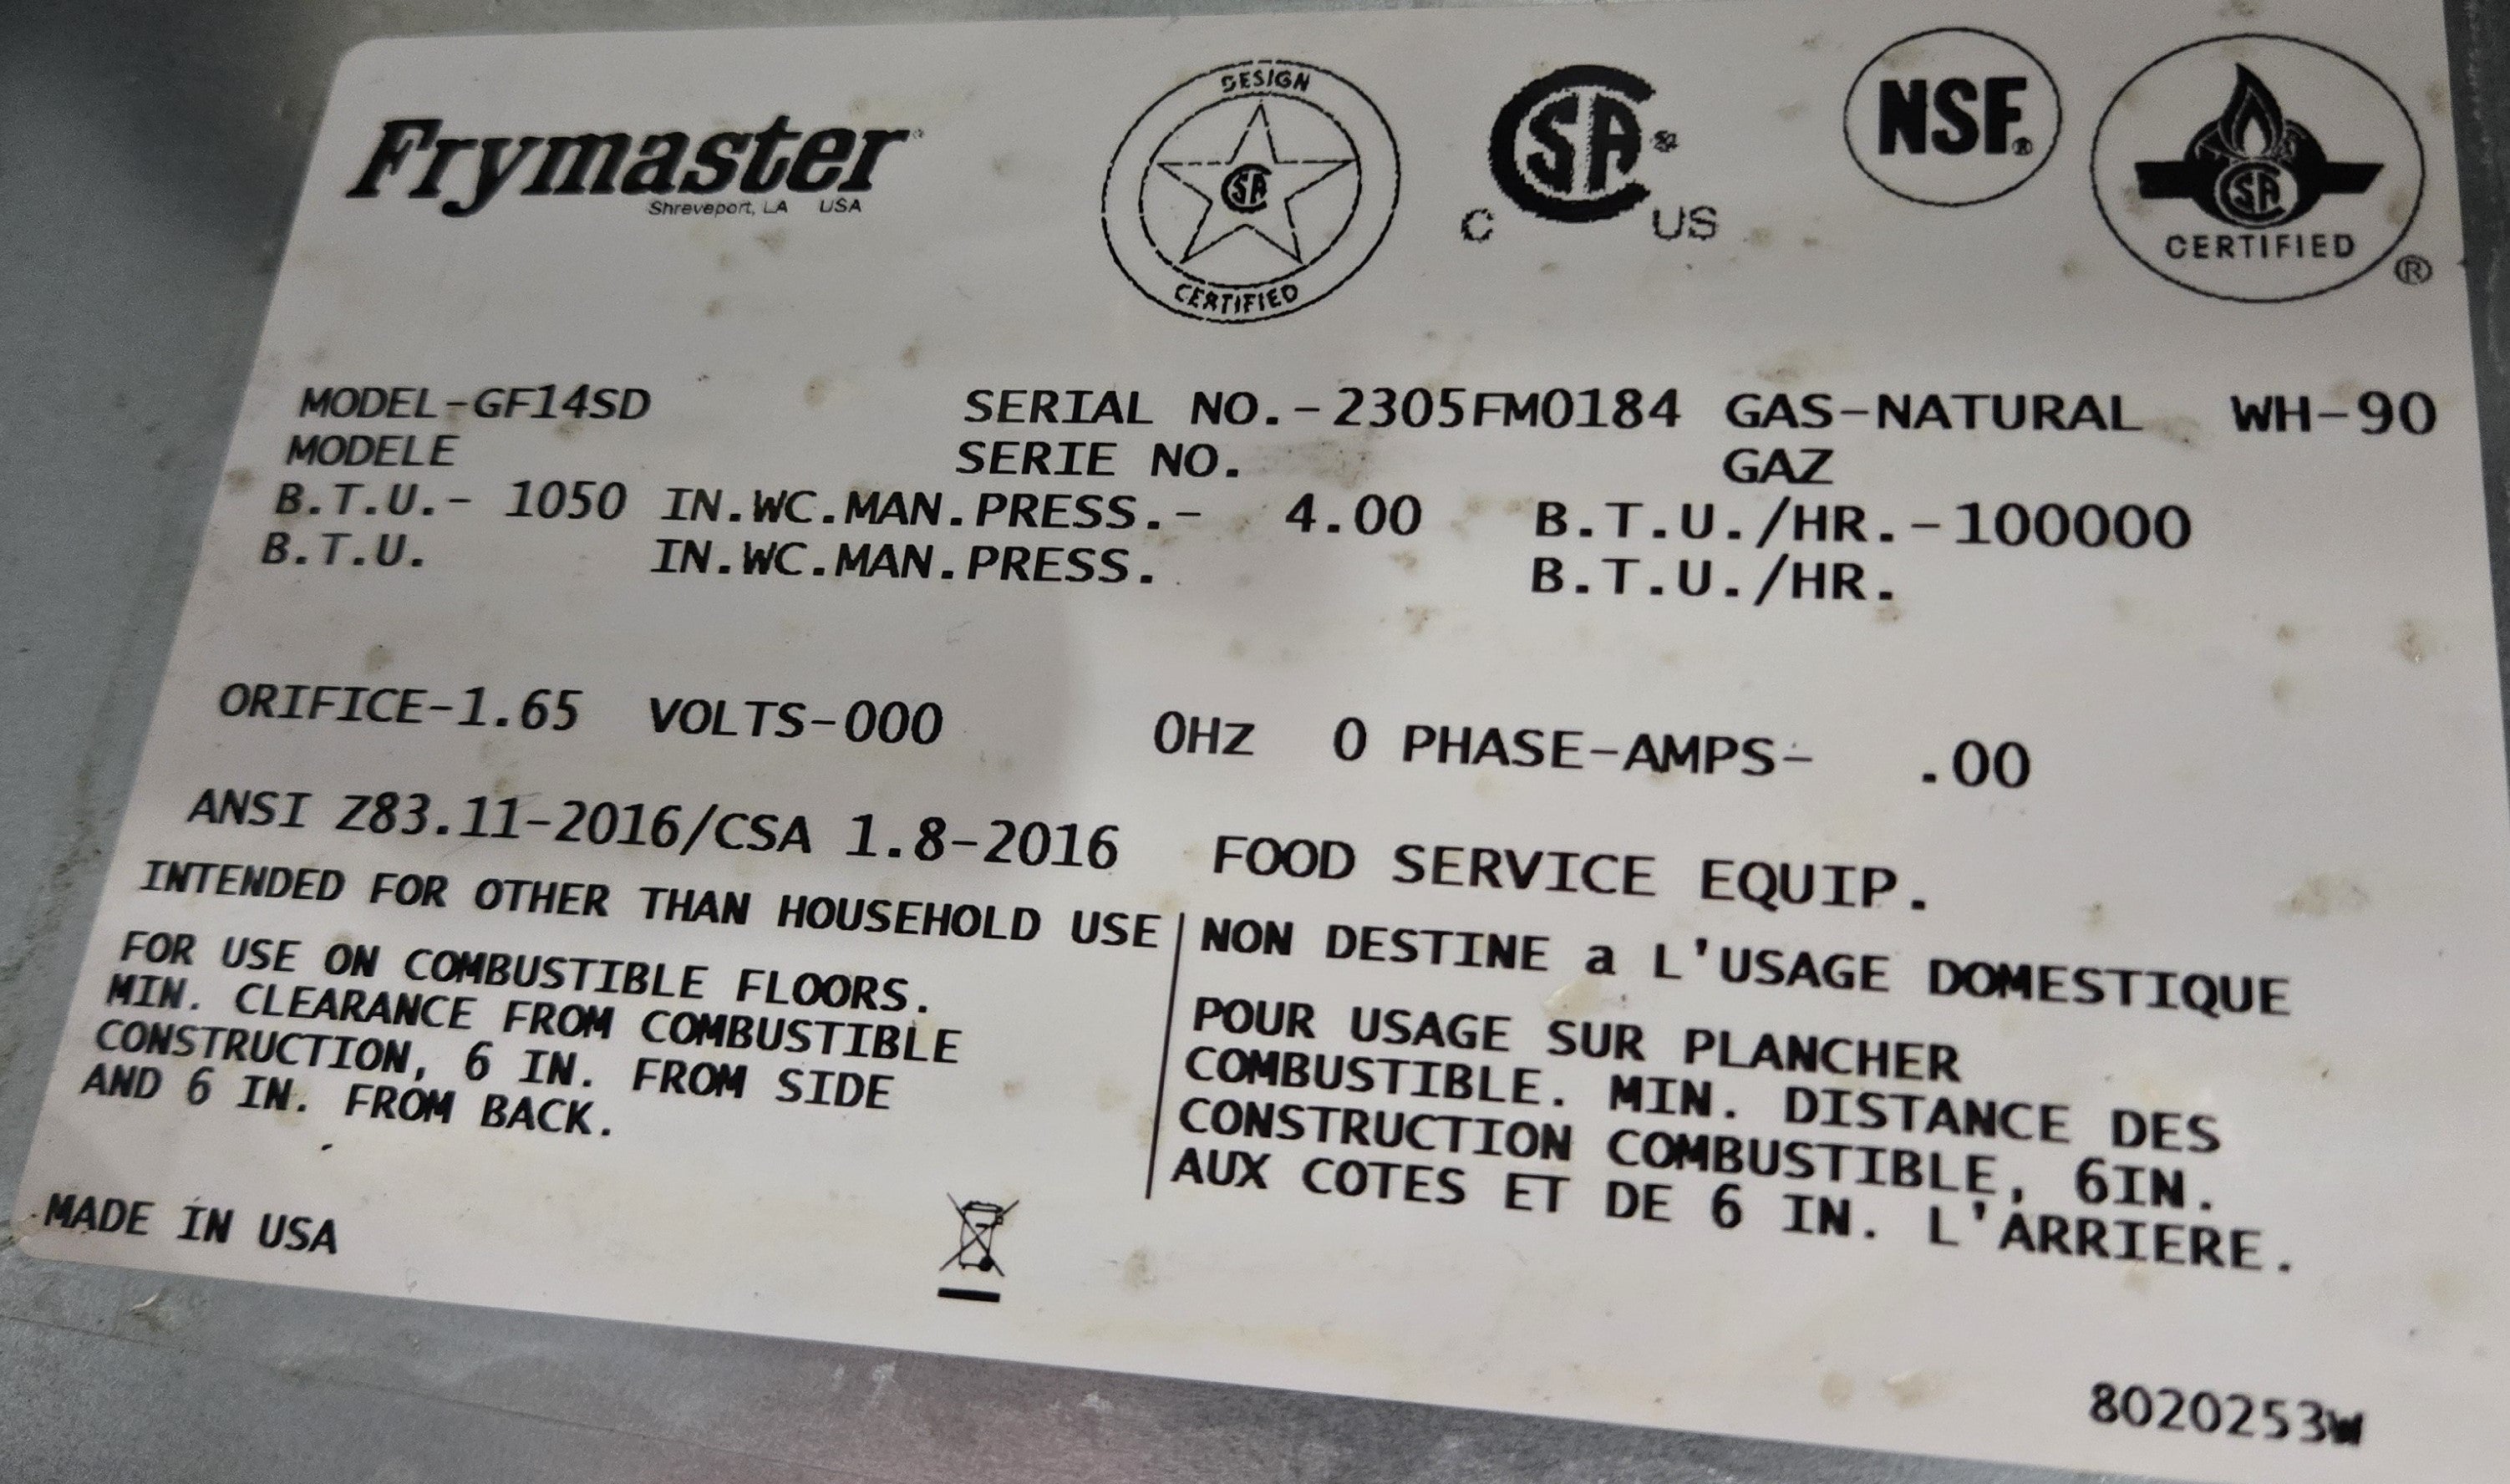 Frymaster
Shreveport, LA USA
DESIGN
CSA
CERTIFIED
CSA®
C US
NSF®
CSA
CERTIFIED
®
MODEL-GF14SD SERIAL NO.-2305FM0184 GAS-NATURAL WH-90
MODELE SERIE NO. GAZ
B.T.U.- 1050 IN.WC.MAN.PRESS.- 4.00 B.T.U./HR.-100000
B.T.U. IN.WC.MAN.PRESS. B.T.U./HR.
ORIFICE-1.65 VOLTS-000 0HZ 0 PHASE-AMPS- .00
ANSI Z83.11-2016/CSA 1.8-2016 FOOD SERVICE EQUIP.
INTENDED FOR OTHER THAN HOUSEHOLD USE
FOR USE ON COMBUSTIBLE FLOORS.
MIN. CLEARANCE FROM COMBUSTIBLE
CONSTRUCTION, 6 IN. FROM SIDE
AND 6 IN. FROM BACK.
NON DESTINE a L'USAGE DOMESTIQUE
POUR USAGE SUR PLANCHER
COMBUSTIBLE. MIN. DISTANCE DES
CONSTRUCTION COMBUSTIBLE, 6IN.
AUX COTES ET DE 6 IN. L'ARRIERE.
MADE IN USA
8020253W